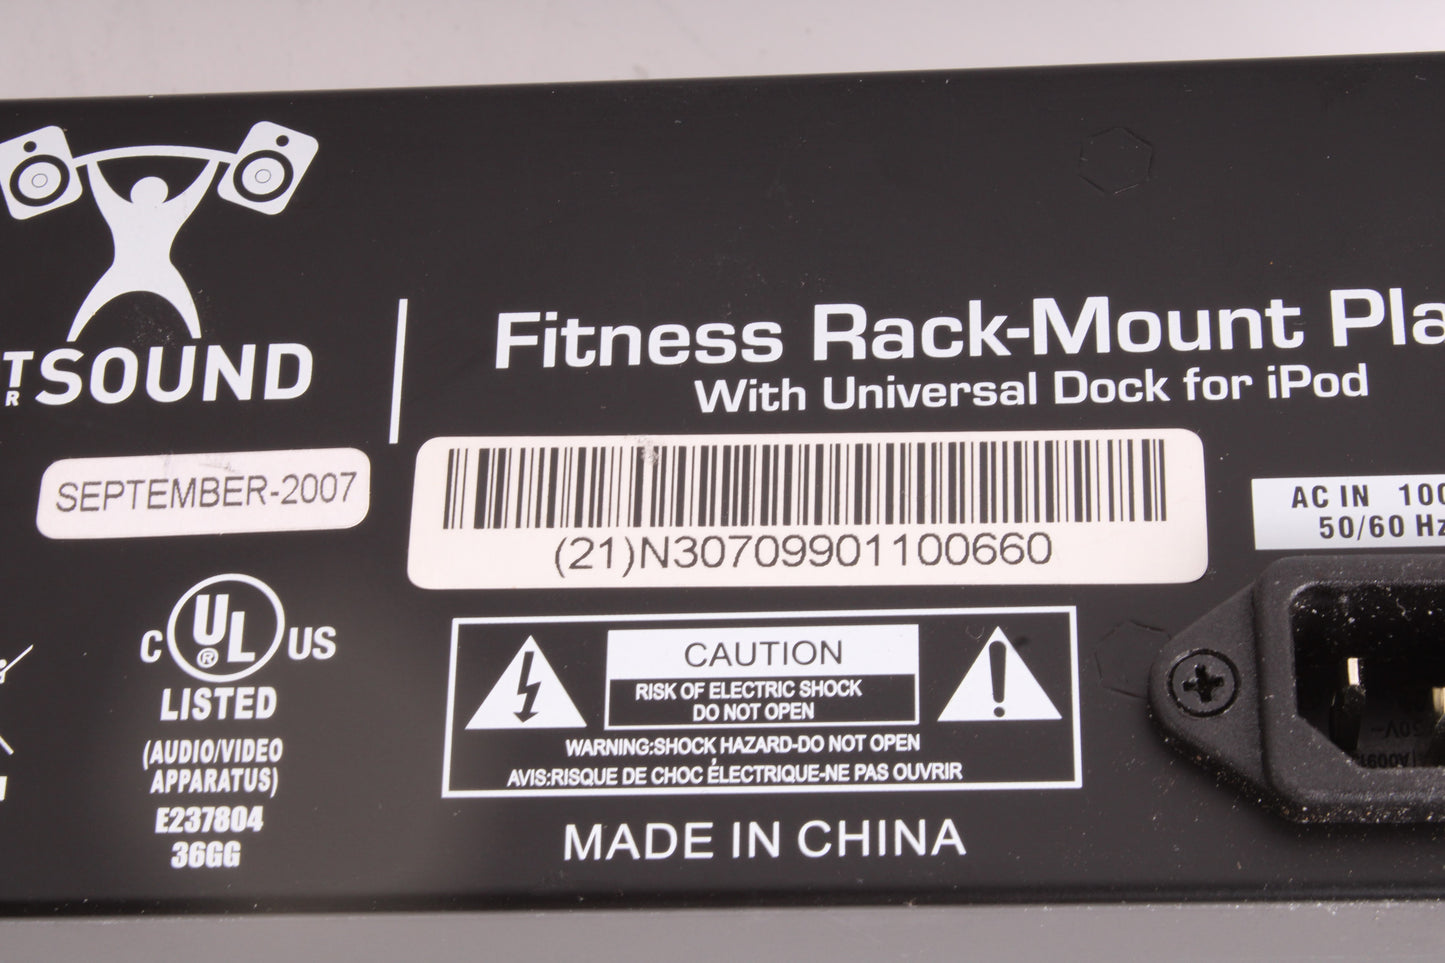 TSOUND
R
Fitness Rack-Mount Pla
With Universal Dock for iPod
SEPTEMBER-2007
(21)N30709901100660
AC IN 100
50/60 Hz
C UL US
®
LISTED
(AUDIO/VIDEO
APPARATUS)
E237804
36GG
CAUTION
RISK OF ELECTRIC SHOCK
DO NOT OPEN
WARNING:SHOCK HAZARD-DO NOT OPEN
AVIS:RISQUE DE CHOC ÉLECTRIQUE-NE PAS OUVRIR
MADE IN CHINA